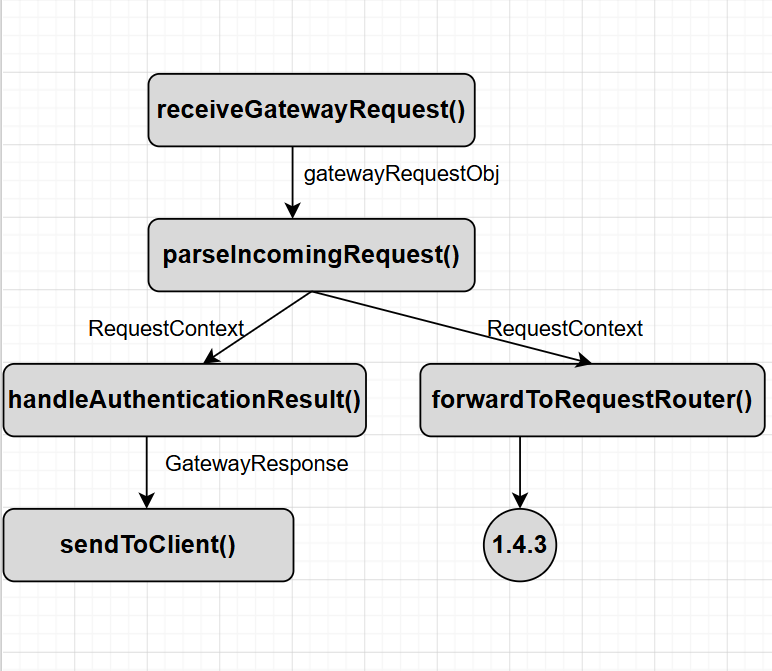 receiveGatewayRequest()
gatewayRequestObj
parseIncomingRequest()
RequestContext
RequestContext
handleAuthenticationResult()
forwardToRequestRouter()
GatewayResponse
sendToClient()
1.4.3